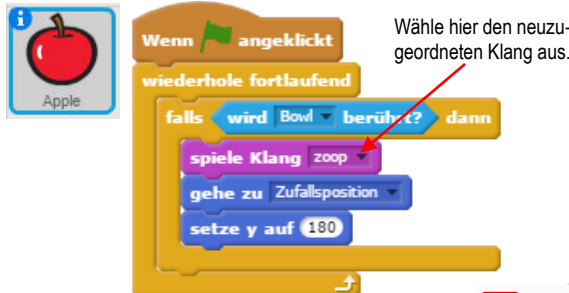 i
Apple
Wenn angeklickt
Wähle hier den neuzu-
geordneten Klang aus.
wiederhole fortlaufend
falls wird Bowl berührt? dann
spiele Klang zoop
gehe zu Zufallsposition
setze y auf 180